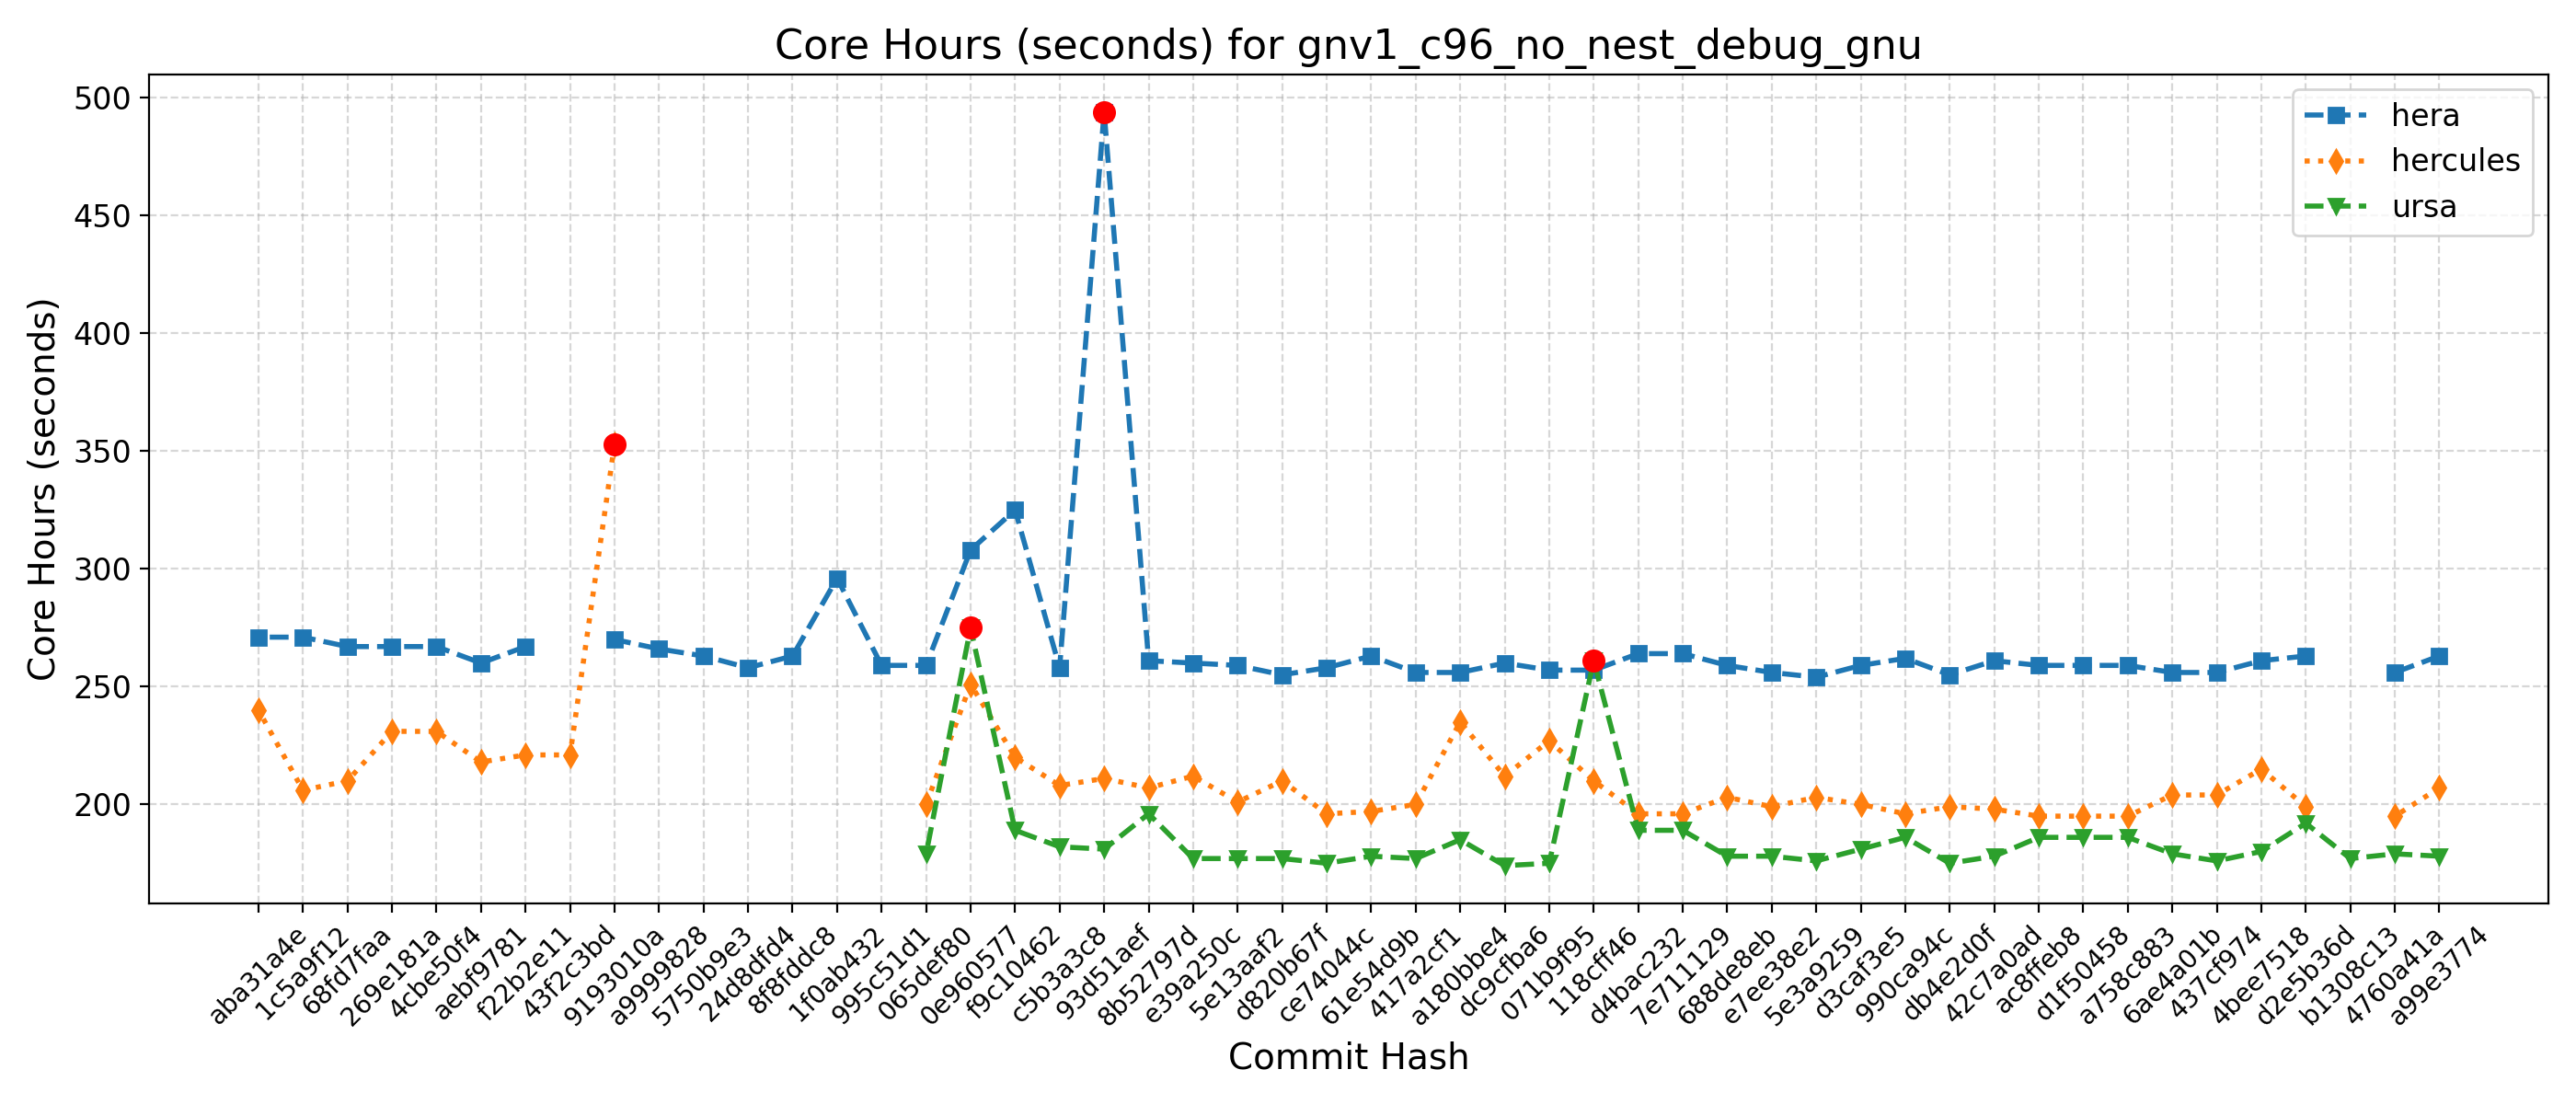 Core Hours (seconds) for gnv1_c96_no_nest_debug_gnu
Core Hours (seconds)
500
450
400
350
300
250
200
hera
hercules
ursa
aba31a4e
1c5a9f12
68fd7faa
269e181a
4cbe50f4
aebf9781
f22b2e11
43f2c3bd
9193010a
a9999828
5750b9e3
24d8dfd4
8f8fddc8
1f0ab432
995c51d1
065def80
0e960577
f9c10462
c5b3a3c8
93d51aef
8b52797d
e39a250c
5e13aaf2
d820b67f
ce74044c
61e54d9b
417a2cf1
a180bbe4
dc9cfba6
071b9f95
118cff46
d4bac232
7e711129
688de8eb
e7ee38e2
5e3a9259
d3caf3e5
990ca94c
db4e2d0f
42c7a0ad
ac8ffeb8
d1f50458
a758c883
6ae4a01b
437cf974
4bee7518
d2e5b36d
b1308c13
4760a41a
a99e3774
Commit Hash